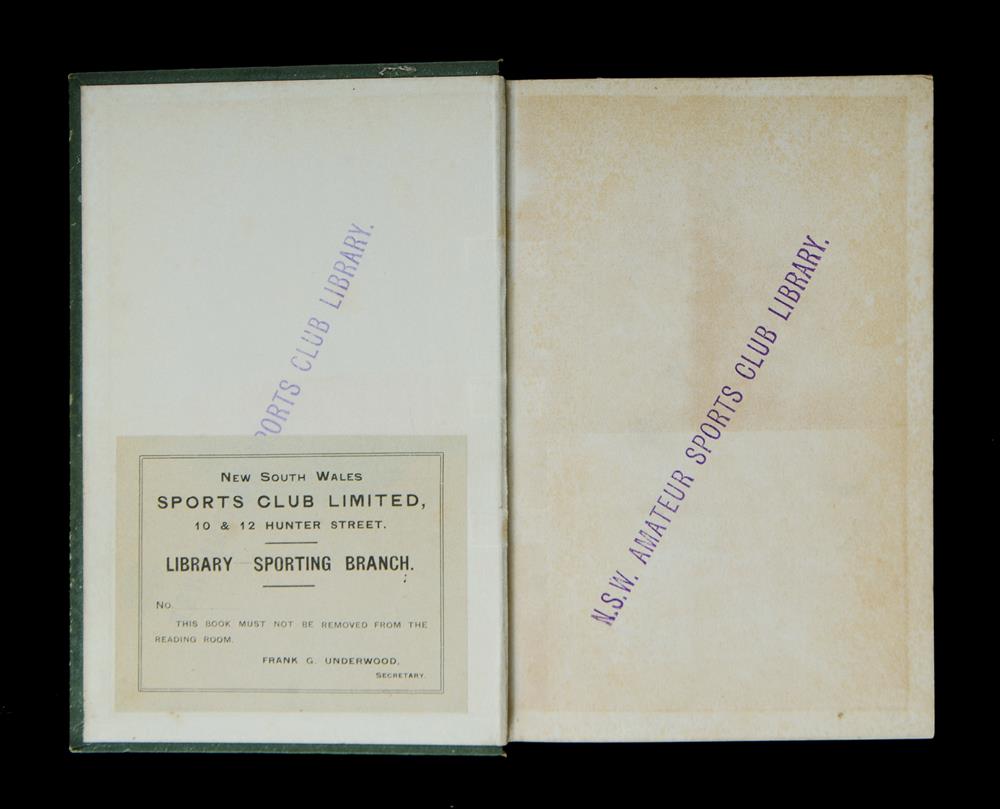 PORTS CLUB LIBRARY.
NEW SOUTH WALES
SPORTS CLUB LIMITED,
10 & 12 HUNTER STREET.
LIBRARY SPORTING BRANCH.
No.
THIS BOOK MUST NOT BE REMOVED FROM THE
READING ROOM.
FRANK G. UNDERWOOD,
SECRETARY.
N.S.W. AMATEUR SPORTS CLUB LIBRARY.